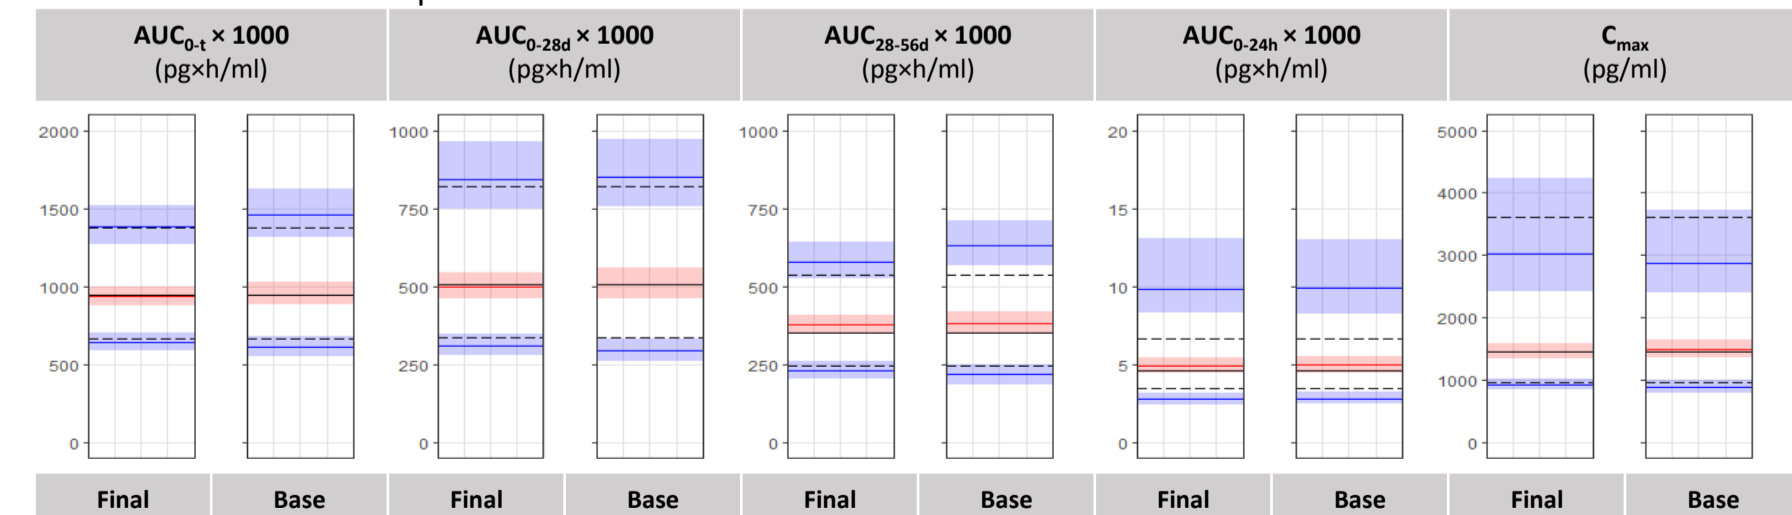 AUC0-t × 1000
(pg×h/ml)
AUC0-28d × 1000
(pg×h/ml)
AUC28-56d × 1000
(pg×h/ml)
AUC0-24h × 1000
(pg×h/ml)
Cmax
(pg/ml)
2000
1500
1000
500
0
1000
750
500
250
0
1000
750
500
250
0
20
15
10
5
0
5000
4000
3000
2000
1000
0
Final
Base
Final
Base
Final
Base
Final
Base
Final
Base